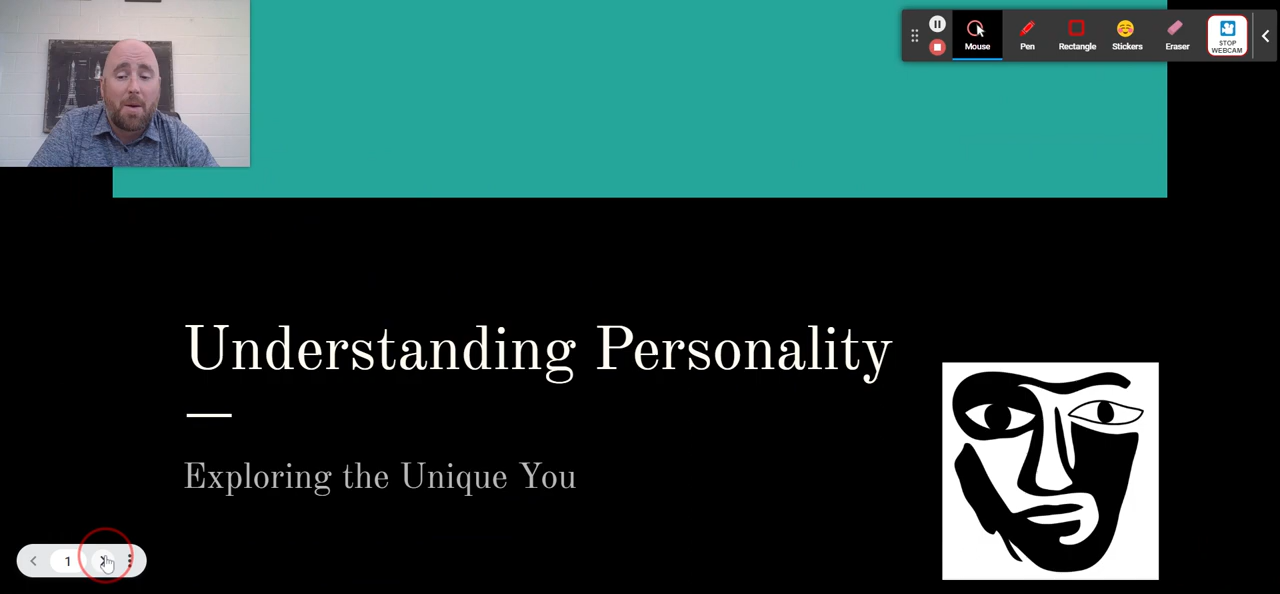 Mouse
Pen
Rectangle
Stickers
Eraser
STOP
WEBCAM
Understanding Personality
Exploring the Unique You
1